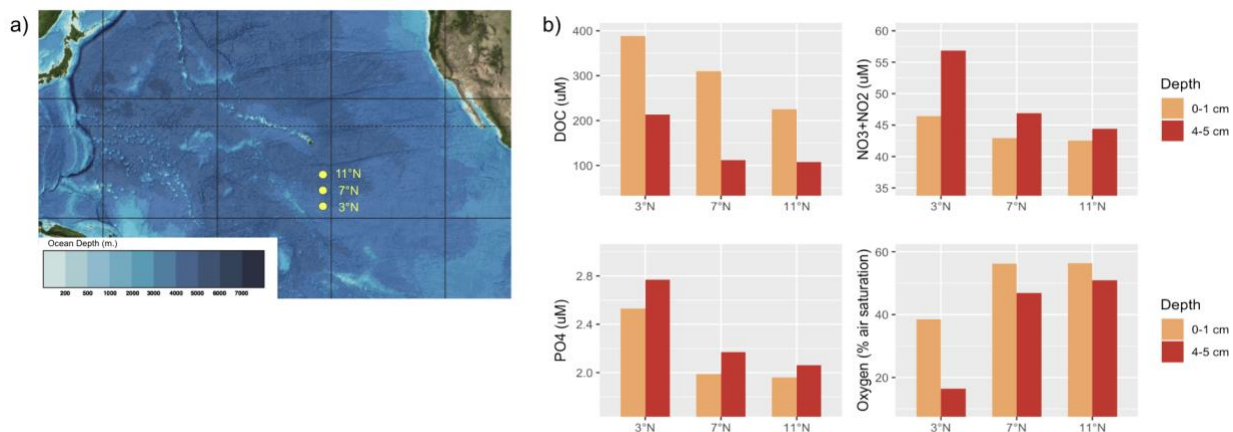 a)
11°N
7°N
3°N
Ocean Depth (m.)
200 500 1000 2000 3000 4000 5000 6000 7000
b)
DOC (uM)
400
300
200
100
3°N 7°N 11°N
NO3+NO2 (uM)
60
55
50
45
40
35
3°N 7°N 11°N
Depth
0-1 cm
4-5 cm
PO4 (uM)
2.8
2.4
2.0
3°N 7°N 11°N
Oxygen (% air saturation)
60
40
20
3°N 7°N 11°N
Depth
0-1 cm
4-5 cm